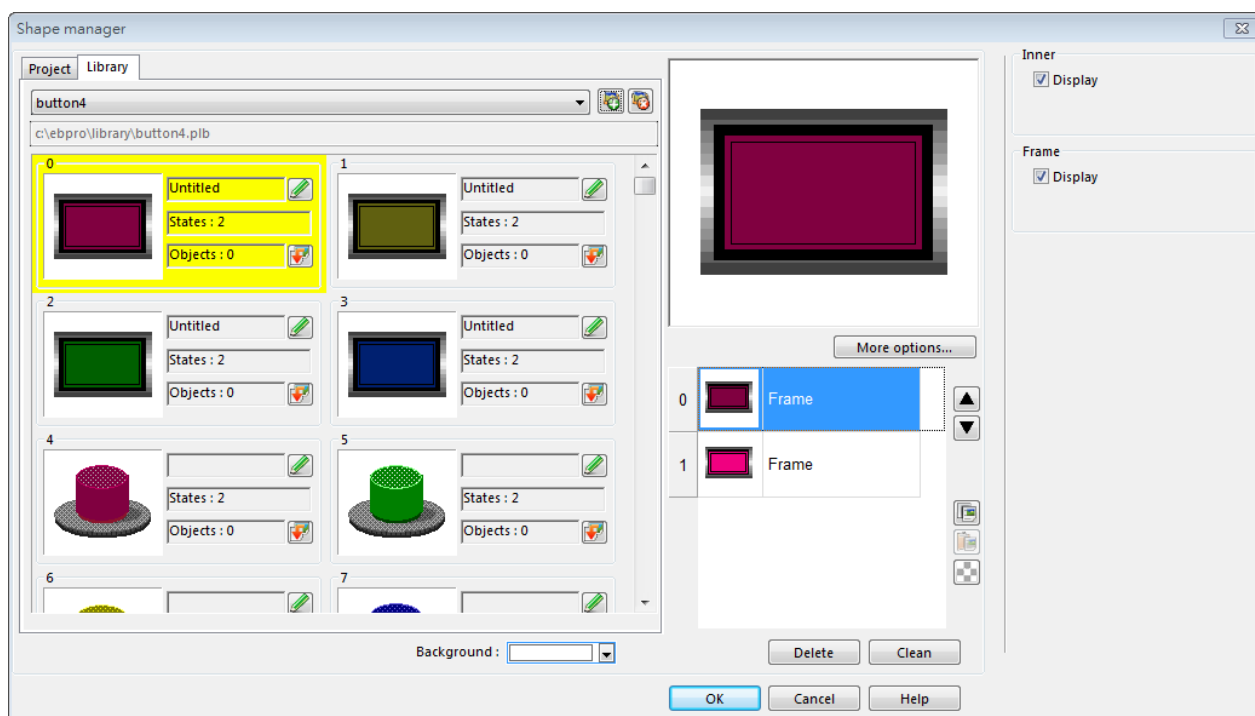 Shape manager
Project Library
button4
c:\ebpro\library\button4.plb
0
Untitled
States : 2
Objects : 0
1
Untitled
States : 2
Objects : 0
2
Untitled
States : 2
Objects : 0
3
Untitled
States : 2
Objects : 0
4
States : 2
Objects : 0
5
States : 2
Objects : 0
6
7
Background :
More options...
0 Frame
1 Frame
Delete Clean
OK Cancel Help
Inner
Display
Frame
Display